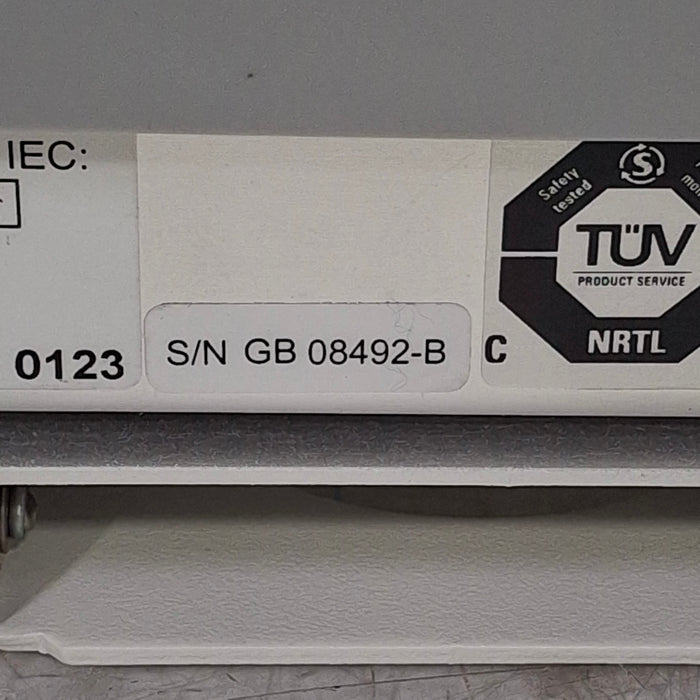 IEC:
0123
S/N GB 08492-B
C
Safety
tested
S
TÜV
PRODUCT SERVICE
NRTL